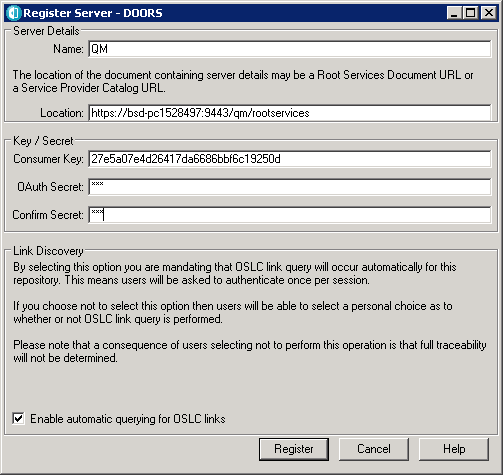 Register Server - DOORS
Server Details
Name: QM
The location of the document containing server details may be a Root Services Document URL or
a Service Provider Catalog URL.
Location: https://bsd-pc1528497:9443/qm/rootservices
Key / Secret
Consumer Key: 27e5a07e4d26417da6686bbf6c19250d
OAuth Secret: ***
Confirm Secret: ***
Link Discovery
By selecting this option you are mandating that OSLC link query will occur automatically for this
repository. This means users will be asked to authenticate once per session.
If you choose not to select this option then users will be able to select a personal choice as to
whether or not OSLC link query is performed.
Please note that a consequence of users selecting not to perform this operation is that full traceability
will not be determined.
Enable automatic querying for OSLC links
Register Cancel Help